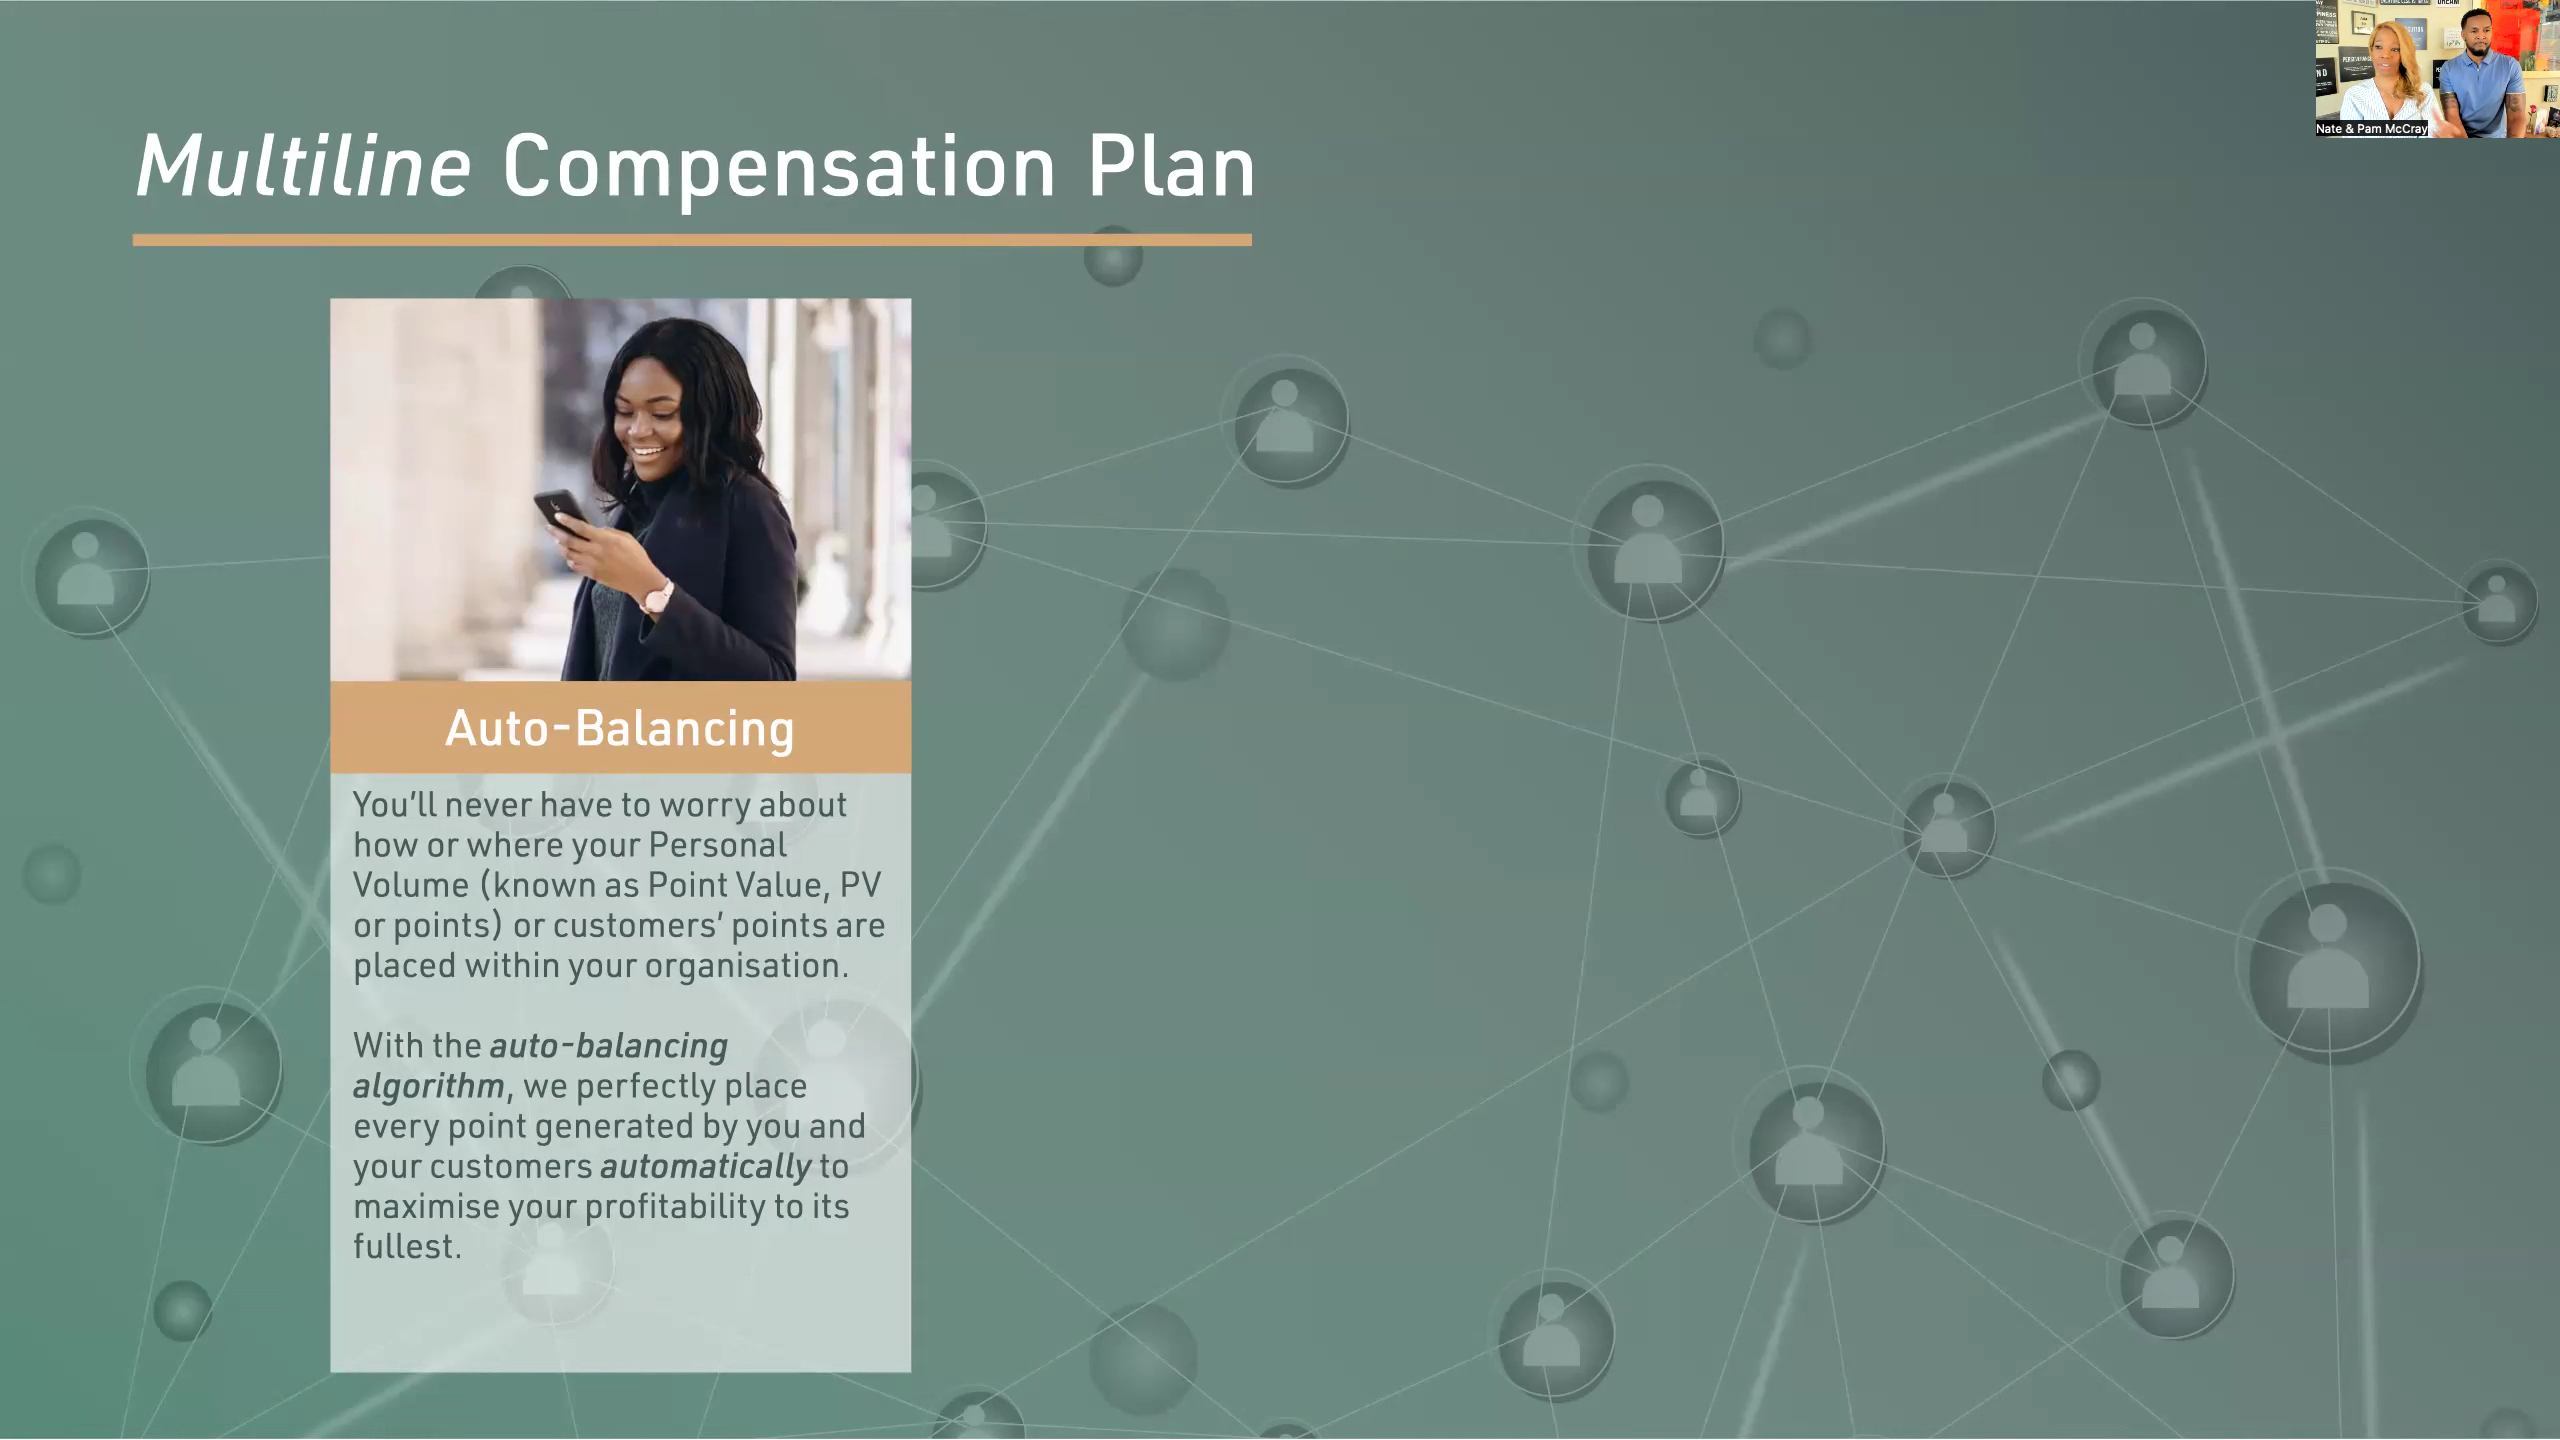 Multiline Compensation Plan
Auto-Balancing
You'll never have to worry about
how or where your Personal
Volume (known as Point Value, PV
or points) or customers' points are
placed within your organisation.
With the auto-balancing
algorithm, we perfectly place
every point generated by you and
your customers automatically to
maximise your profitability to its
fullest.
DREAM
Nate & Pam McCray